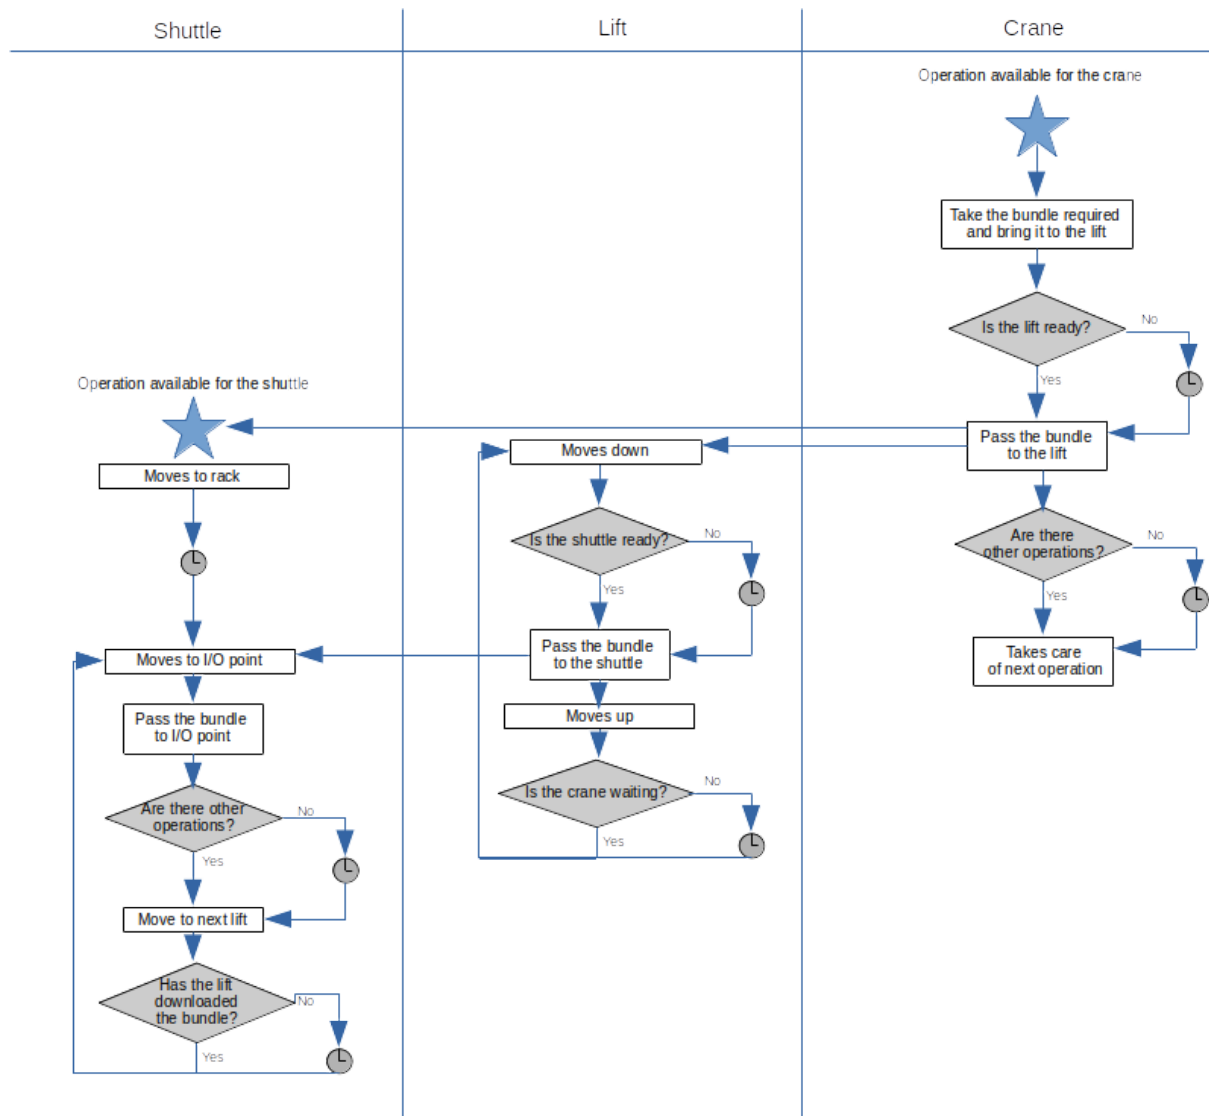 Shuttle
Lift
Crane
Operation available for the crane
Take the bundle required
and bring it to the lift
Is the lift ready?
No
Yes
Pass the bundle
to the lift
Are there
other operations?
No
Yes
Takes care
of next operation
Operation available for the shuttle
Moves to rack
Moves to I/O point
Pass the bundle
to I/O point
Are there other
operations?
No
Yes
Move to next lift
Has the lift
downloaded
the bundle?
No
Yes
Moves down
Is the shuttle ready?
No
Yes
Pass the bundle
to the shuttle
Moves up
Is the crane waiting?
No
Yes